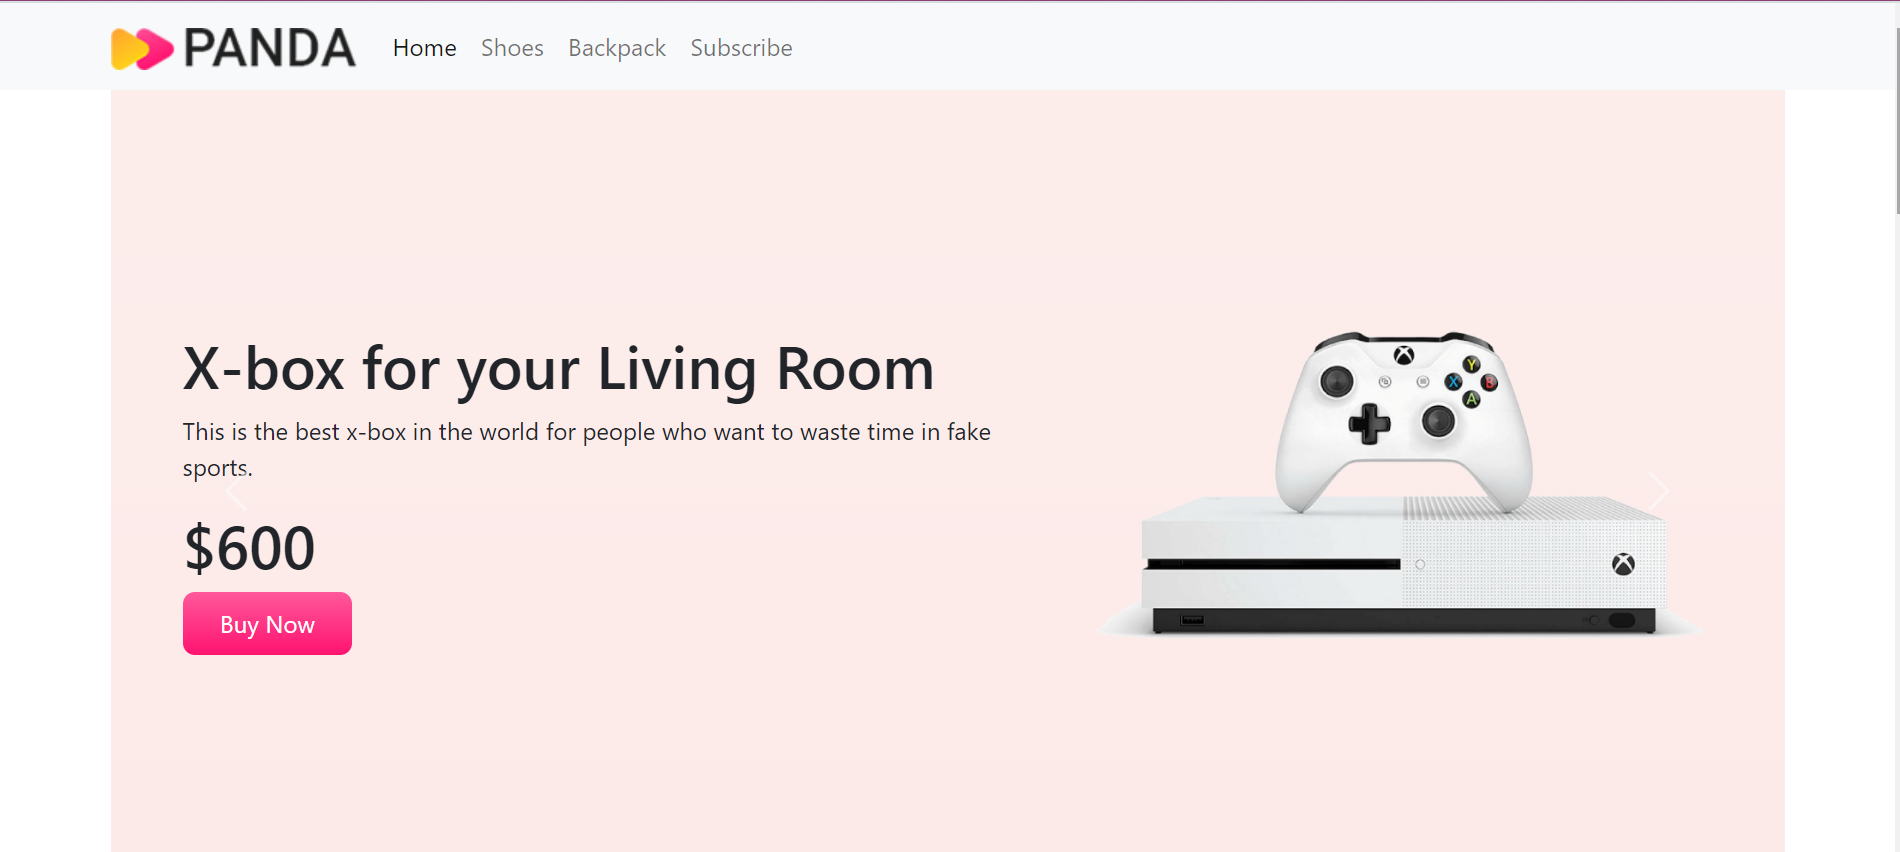 PANDA Home Shoes Backpack Subscribe
X-box for your Living Room
This is the best x-box in the world for people who want to waste time in fake
sports.
$600
Buy Now
Y
X B
A